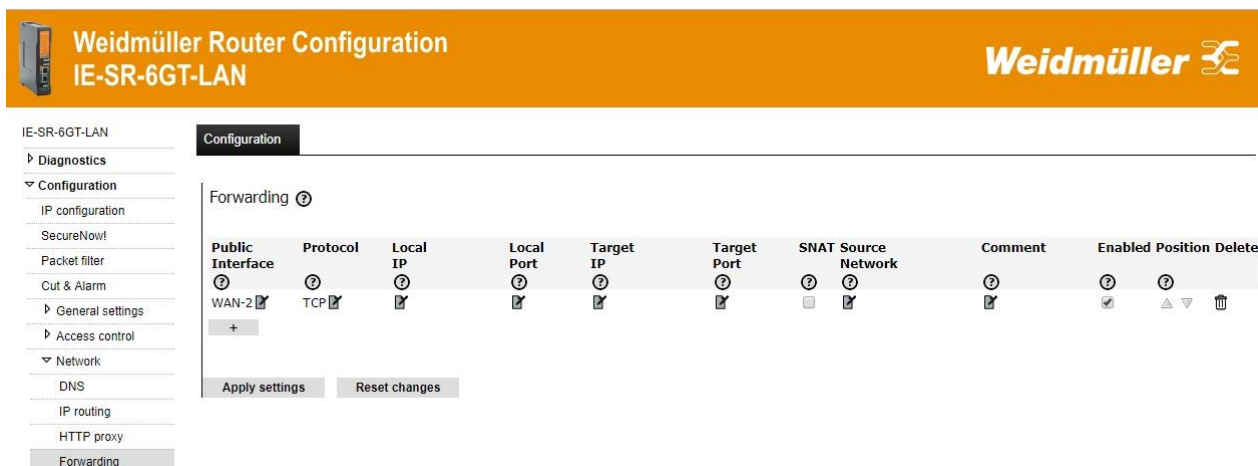 Weidmüller Router Configuration
IE-SR-6GT-LAN
Weidmüller
IE-SR-6GT-LAN
Diagnostics
Configuration
IP configuration
SecureNow!
Packet filter
Cut & Alarm
General settings
Access control
Network
DNS
IP routing
HTTP proxy
Forwarding
Configuration
Forwarding ?
Public Interface Protocol Local IP Local Port Target IP Target Port SNAT Source Network Comment Enabled Position Delete
? ? ? ? ? ? ? ? ? ? ?
WAN-2 TCP
+
Apply settings Reset changes